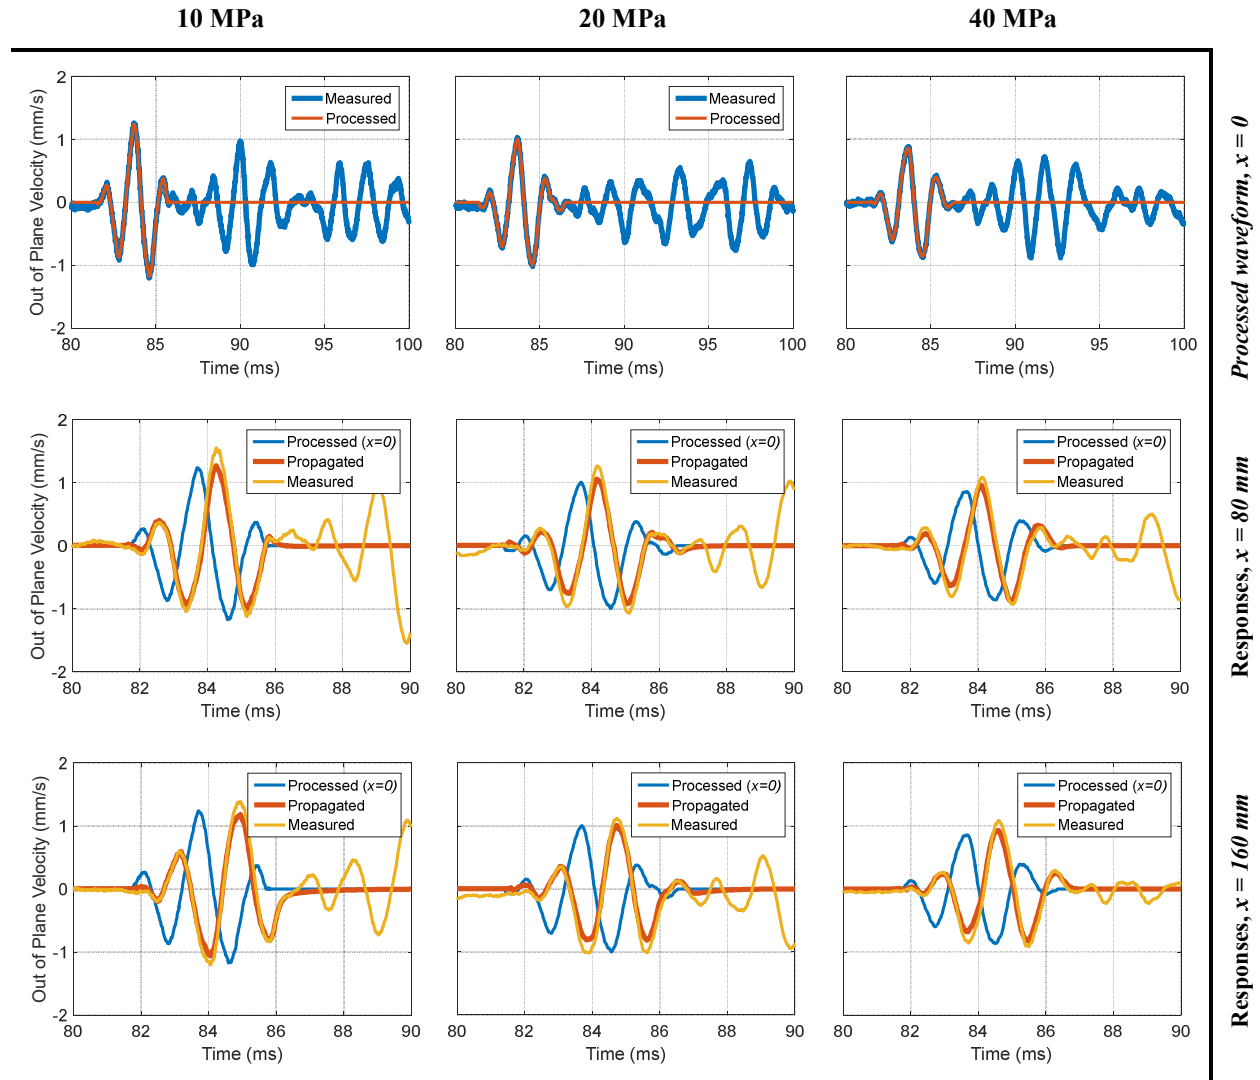 10 MPa 20 MPa 40 MPa
Out of Plane Velocity (mm/s)
2
1
0
-1
-2
80 85 90 95 100
Time (ms)
Measured
Processed
80 85 90 95 100
Time (ms)
Measured
Processed
80 85 90 95 100
Time (ms)
Processed waveform, x = 0
Out of Plane Velocity (mm/s)
2
1
0
-1
-2
80 82 84 86 88 90
Time (ms)
Processed (x=0)
Propagated
Measured
80 82 84 86 88 90
Time (ms)
Processed (x=0)
Propagated
Measured
80 82 84 86 88 90
Time (ms)
Processed (x=0)
Propagated
Measured
Responses, x = 80 mm
Out of Plane Velocity (mm/s)
2
1
0
-1
-2
80 82 84 86 88 90
Time (ms)
Processed (x=0)
Propagated
Measured
80 82 84 86 88 90
Time (ms)
Processed (x=0)
Propagated
Measured
80 82 84 86 88 90
Time (ms)
Processed (x=0)
Propagated
Measured
Responses, x = 160 mm